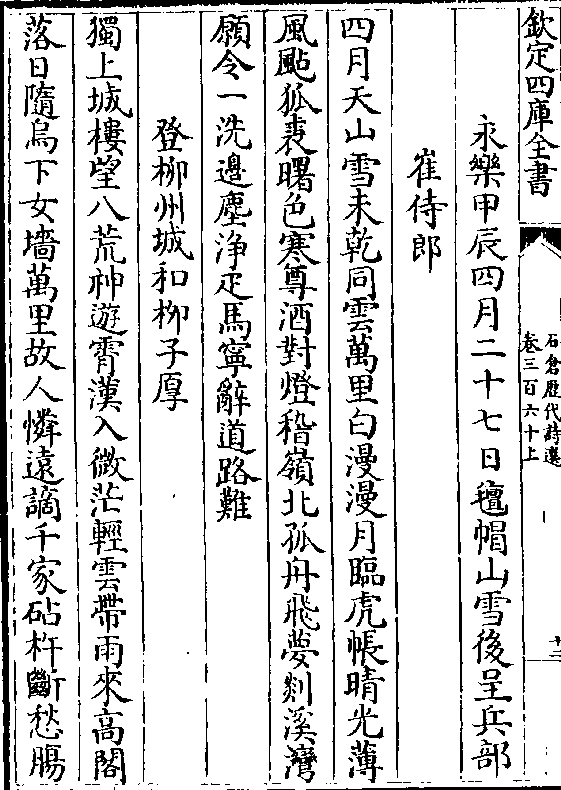 欽定四庫全書
石倉歷代詩選
卷三百六十上
十三
永樂甲辰四月二十七日氊帽山雪後呈兵部
崔侍郎
四月天山雪未乾同雲萬里白漫漫月臨虎帳晴光薄
風颭狐裘曙色寒尊酒對燈稽嶺北孤舟飛夢剡溪灣
願令一洗邊塵淨疋馬寧辭道路難
登柳州城和柳子厚
獨上城樓望八荒神遊霄漢入微茫輕雲帶雨來高閣
落日隨烏下女墻萬里故人憐遠謫千家砧杵斷愁腸